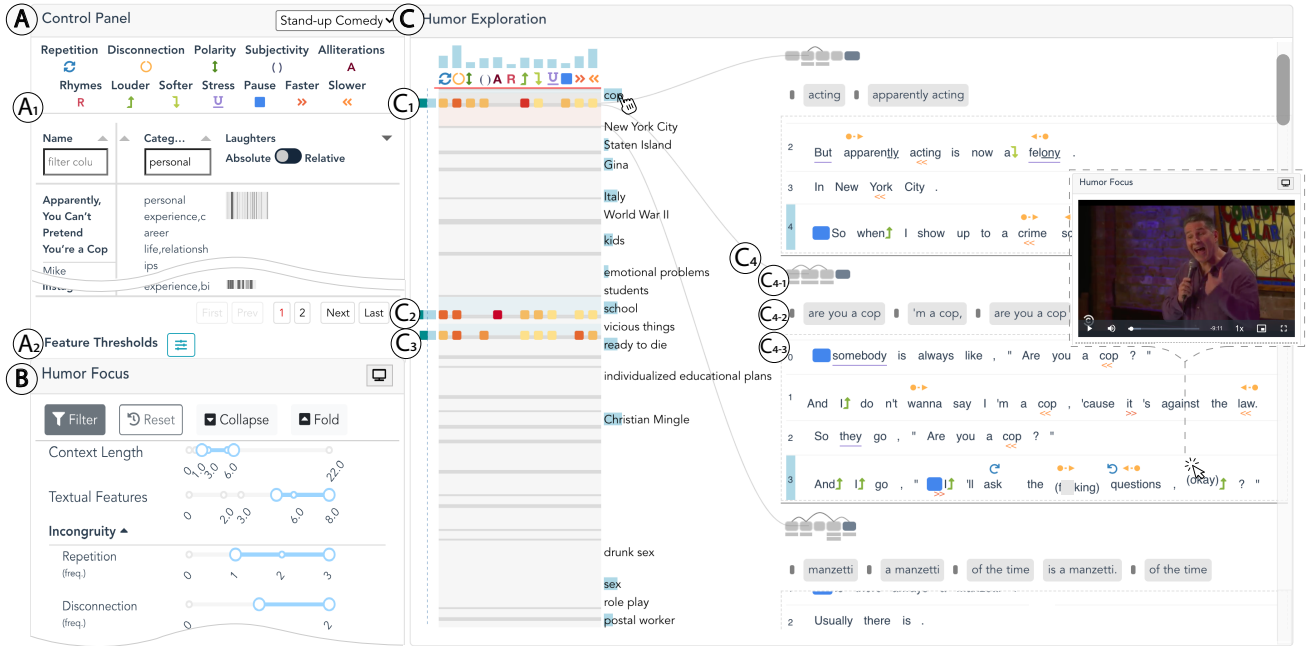 A Control Panel
Stand-up Comedy
Repetition Disconnection Polarity Subjectivity Alliterations
( ) A
Rhymes Louder Softer Stress Pause Faster Slower
R U
A1
Name Categ... Laughters
Absolute Relative
filter colu
personal
Apparently, You Can't Pretend You're a Cop
personal experience,c areer life,relationsh ips
Mike
experience,bi
First Prev 1 2 Next Last
A2 Feature Thresholds
B Humor Focus
Filter Reset Collapse Fold
Context Length
0 1.0 3.0 6.0 22.0
Textual Features
0 2.0 3.0 6.0 8.0
Incongruity
Repetition
(freq.)
0 1 2 3
Disconnection
(freq.)
0 2
C Humor Exploration
( ) A R U
C1
C2
C3
cop
New York City
Staten Island
Gina
Italy
World War II
kids
emotional problems
students
school
vicious things
ready to die
individualized educational plans
Christian Mingle
drunk sex
sex
role play
postal worker
acting apparently acting
2 But apparently acting is now a felony .
3 In New York City .
4 So when I show up to a crime
C4
C4-1
C4-2
are you a cop 'm a cop, are you a cop
C4-3
0 somebody is always like , " Are you a cop ? "
1 And I do n't wanna say I 'm a cop , 'cause it 's against the law.
2 So they go , " Are you a cop ? "
3 And I go , " I 'll ask the (f king) questions , (okay) ? "
manzetti a manzetti of the time is a manzetti. of the time
2 Usually there is .
Humor Focus
-9:11 1x